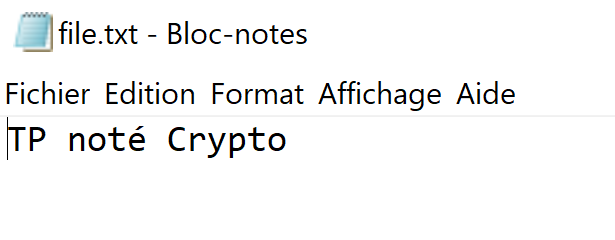 file.txt - Bloc-notes
Fichier Edition Format Affichage Aide
TP noté Crypto